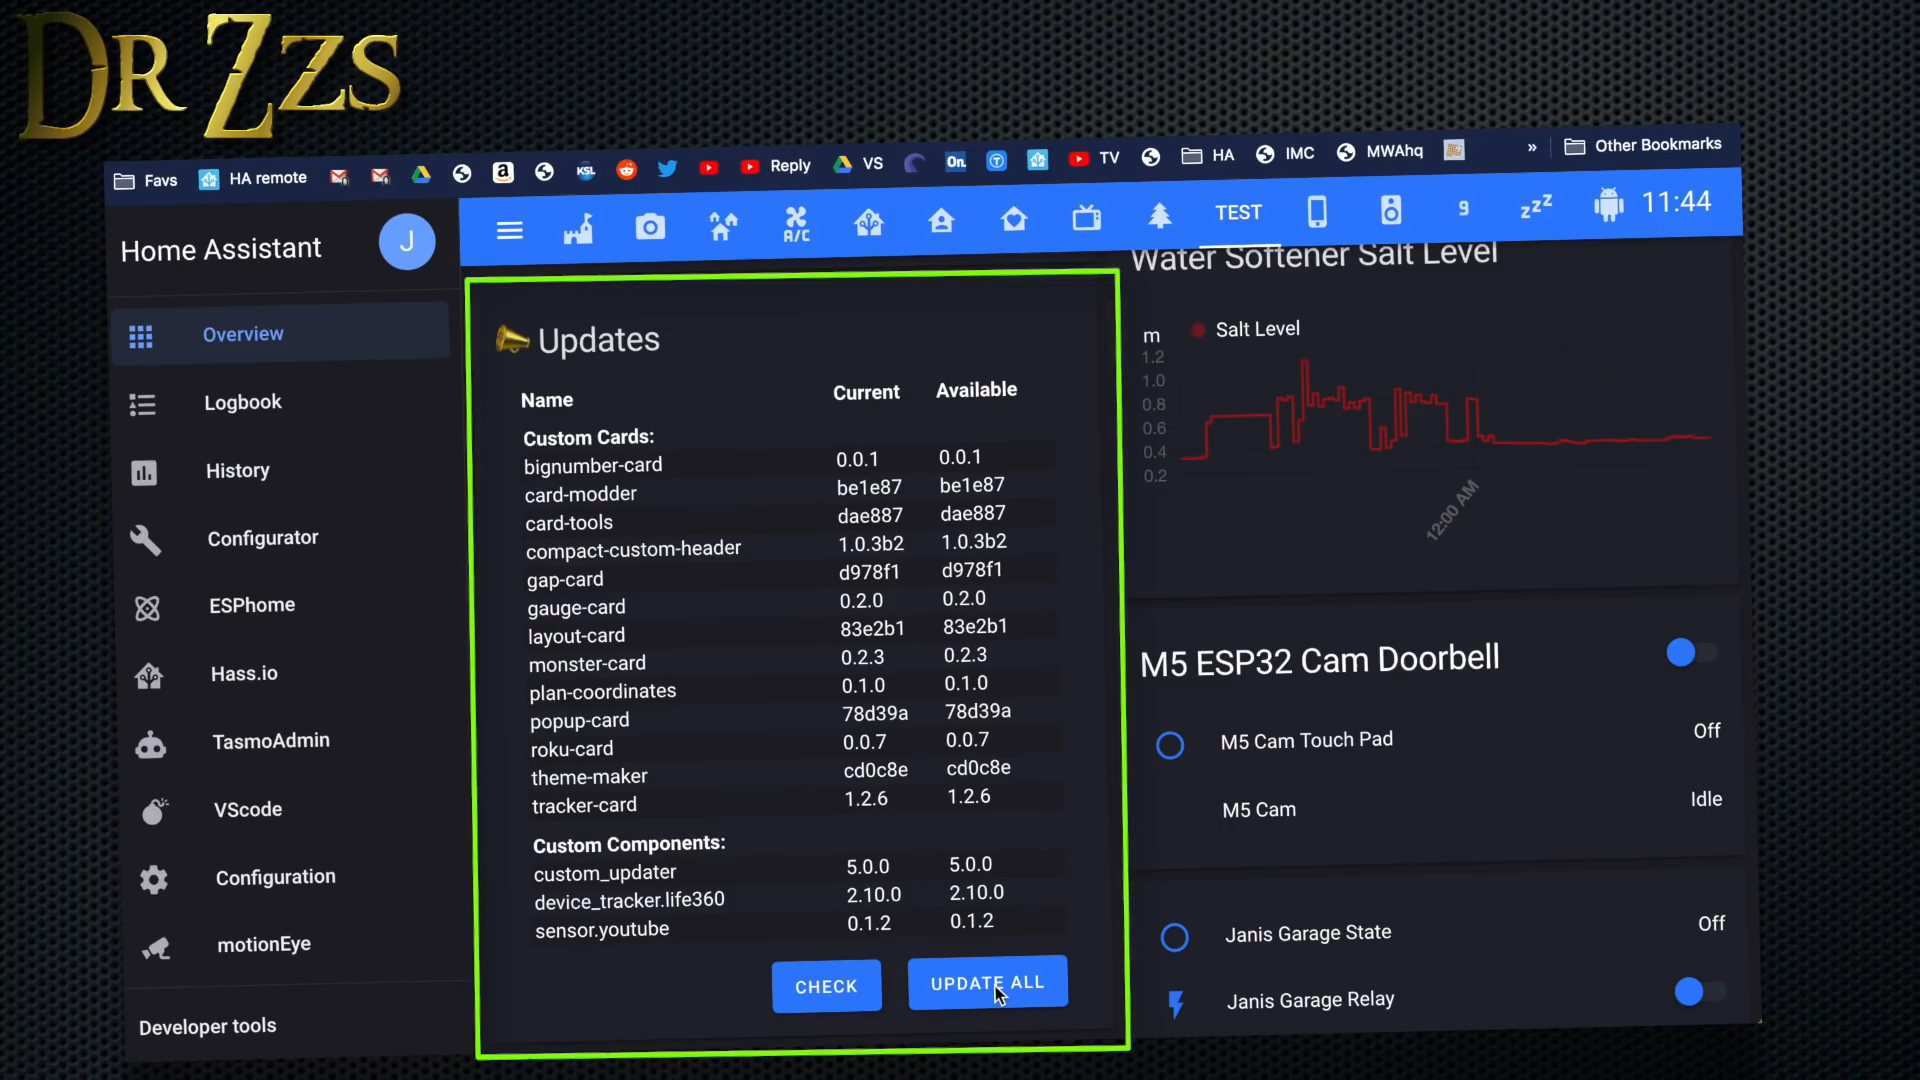 DR ZZS
Favs
HA remote
Reply
VS
On.
TV
HA
IMC
MWAhq
»
Other Bookmarks
KSL
a
Home Assistant
J
A/C
TEST
9
zzZ
11:44
Overview
Logbook
History
Configurator
ESPhome
Hass.io
TasmoAdmin
VScode
Configuration
motionEye
Developer tools
Updates
Name Current Available
Custom Cards:
bignumber-card 0.0.1 0.0.1
card-modder be1e87 be1e87
card-tools dae887 dae887
compact-custom-header 1.0.3b2 1.0.3b2
gap-card d978f1 d978f1
gauge-card 0.2.0 0.2.0
layout-card 83e2b1 83e2b1
monster-card 0.2.3 0.2.3
plan-coordinates 0.1.0 0.1.0
popup-card 78d39a 78d39a
roku-card 0.0.7 0.0.7
theme-maker cd0c8e cd0c8e
tracker-card 1.2.6 1.2.6
Custom Components:
custom_updater 5.0.0 5.0.0
device_tracker.life360 2.10.0 2.10.0
sensor.youtube 0.1.2 0.1.2
CHECK UPDATE ALL
Water Softener Salt Level
m Salt Level
1.2
1.0
0.8
0.6
0.4
0.2
12:00 AM
M5 ESP32 Cam Doorbell
M5 Cam Touch Pad Off
M5 Cam Idle
Janis Garage State Off
Janis Garage Relay